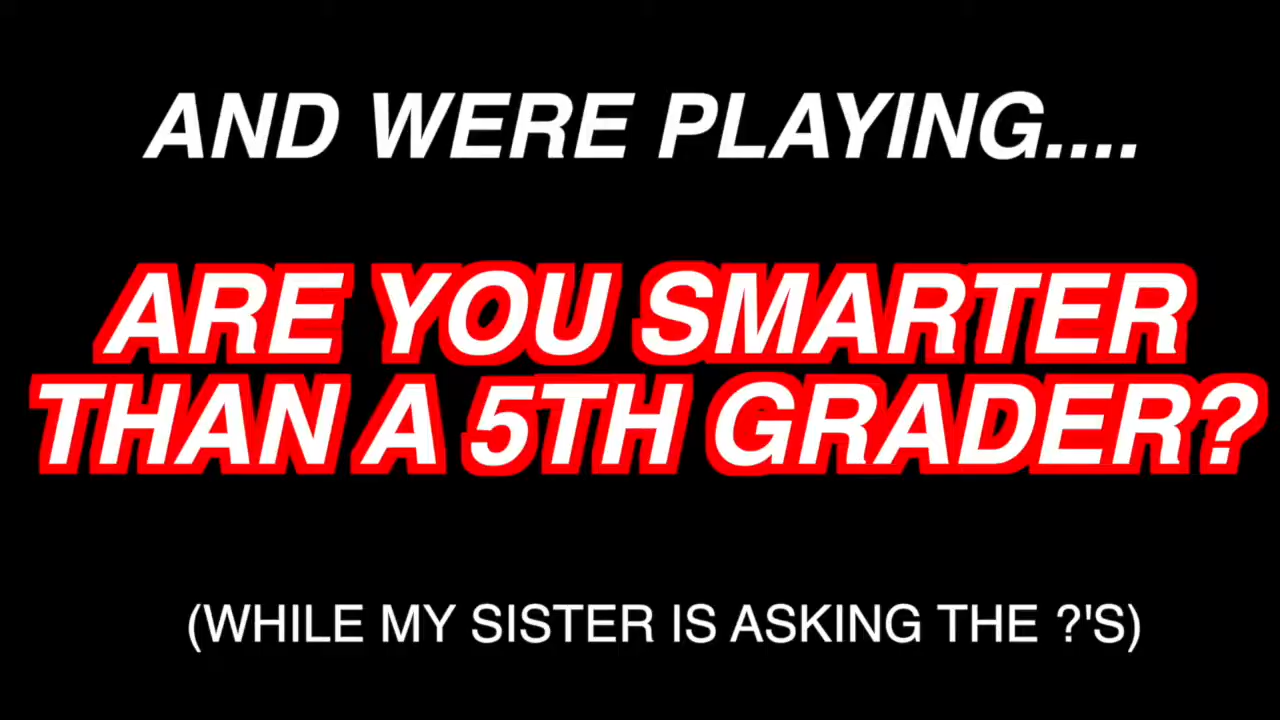 AND WERE PLAYING....
ARE YOU SMARTER
THAN A 5TH GRADER?
(WHILE MY SISTER IS ASKING THE ?'S)